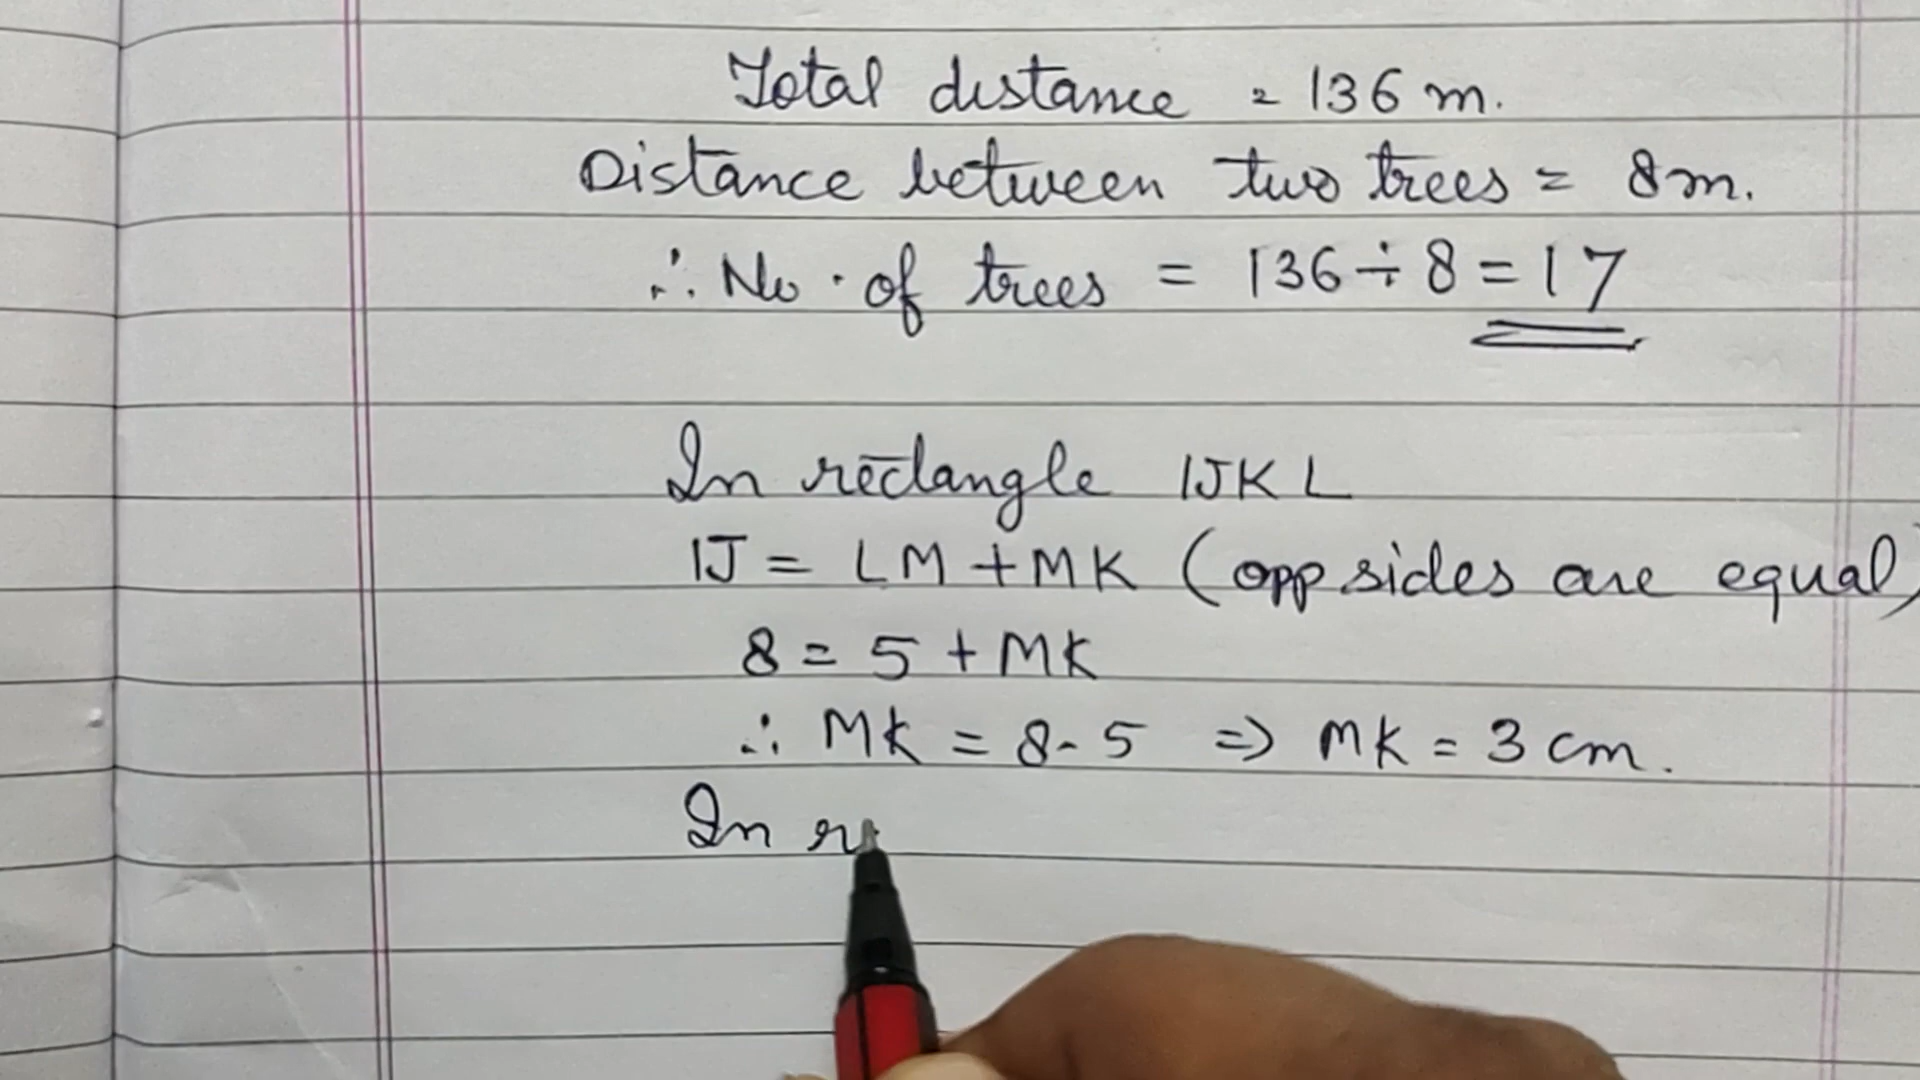 Total distance = 136 m.
Distance between two trees = 8m.
∴ No. of trees = 136 ÷ 8 = 17
In rectangle IJKL
IJ = LM + MK (opp sides are equal)
8 = 5 + MK
∴ MK = 8 - 5 => MK = 3 cm.
In r